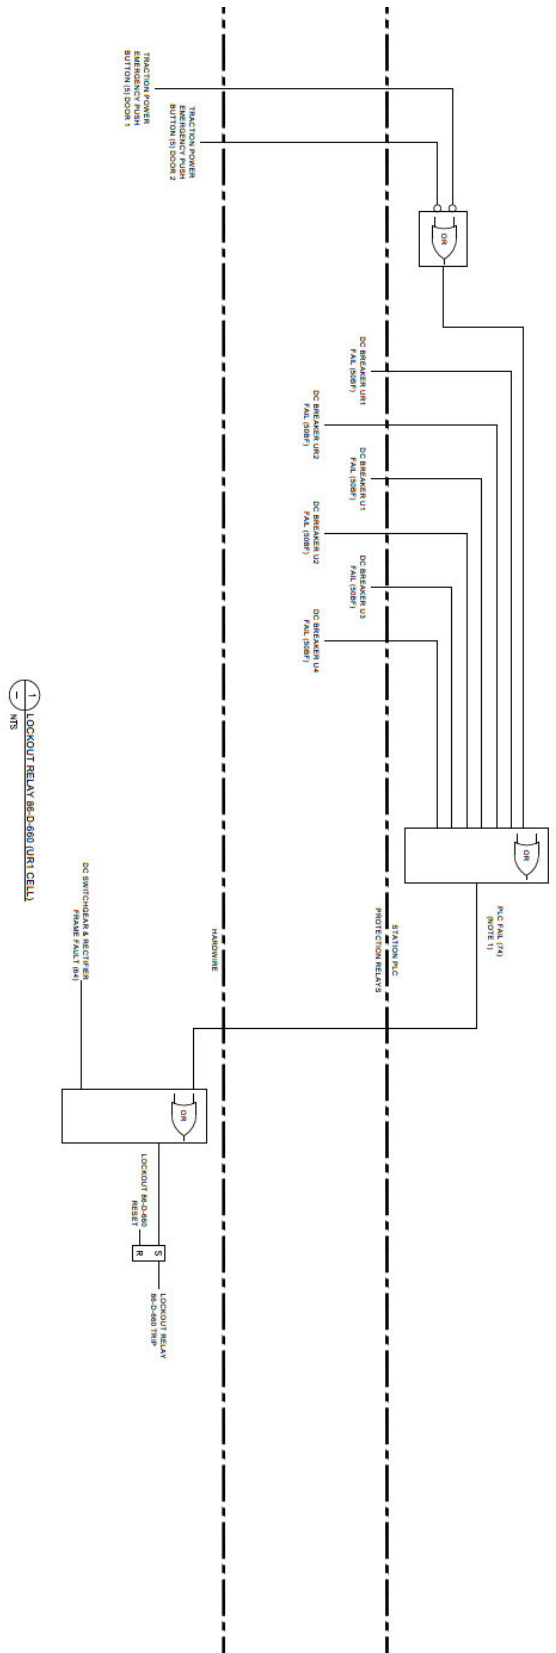 TRACTION POWER
EMERGENCY PUSH
BUTTON (5) DOOR 1
TRACTION POWER
EMERGENCY PUSH
BUTTON (5) DOOR 2
OR
DC BREAKER UR1
FAIL (50BF)
DC BREAKER UR2
FAIL (50BF)
DC BREAKER U1
FAIL (50BF)
DC BREAKER U2
FAIL (50BF)
DC BREAKER U3
FAIL (50BF)
DC BREAKER U4
FAIL (50BF)
OR
PLC FAIL (74)
(NOTE 1)
STATION PLC
PROTECTION RELAYS
HARDWIRE
DC SWITCHGEAR & RECTIFIER
FRAME FAULT (64)
OR
LOCKOUT 86-D-660
RESET
S
R
LOCKOUT RELAY
86-D-660 TRIP
1
-
LOCKOUT RELAY 86-D-660 (UR1 CELL)
NTS